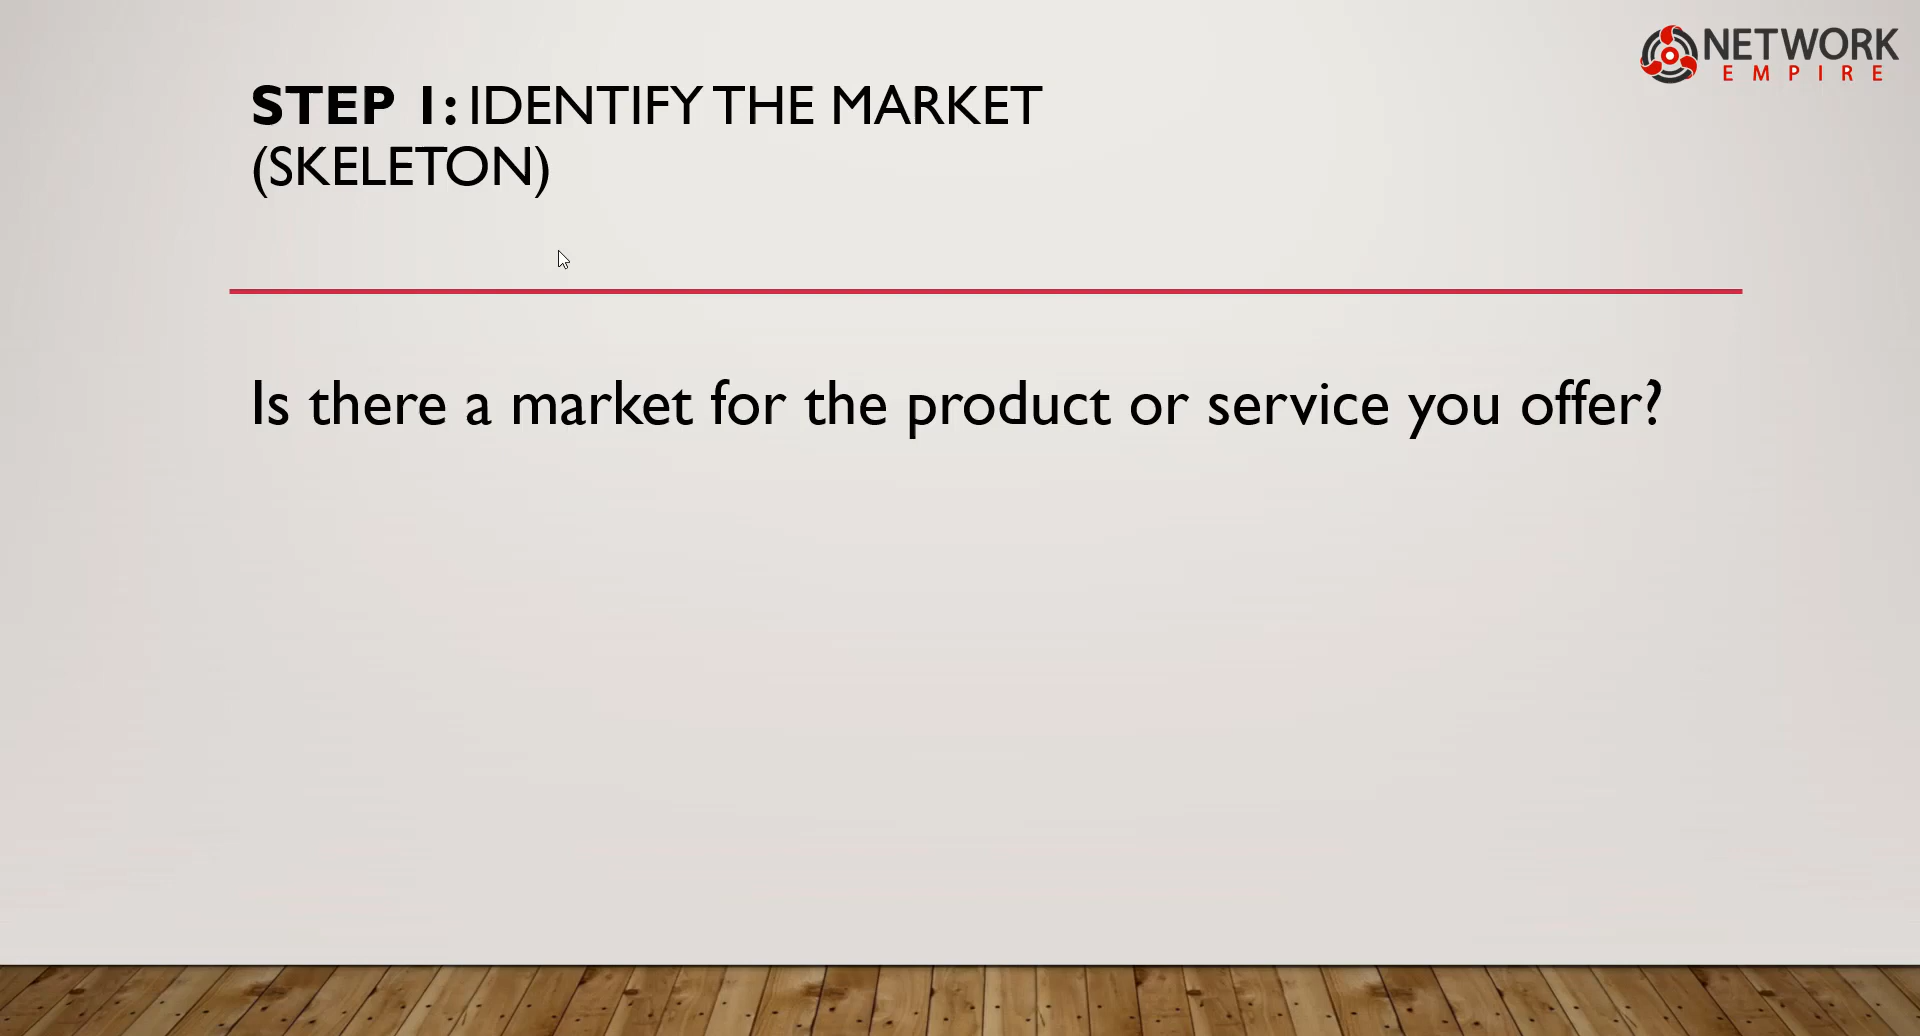 NETWORK
EMPIRE
STEP 1: IDENTIFY THE MARKET
(SKELETON)
Is there a market for the product or service you offer?